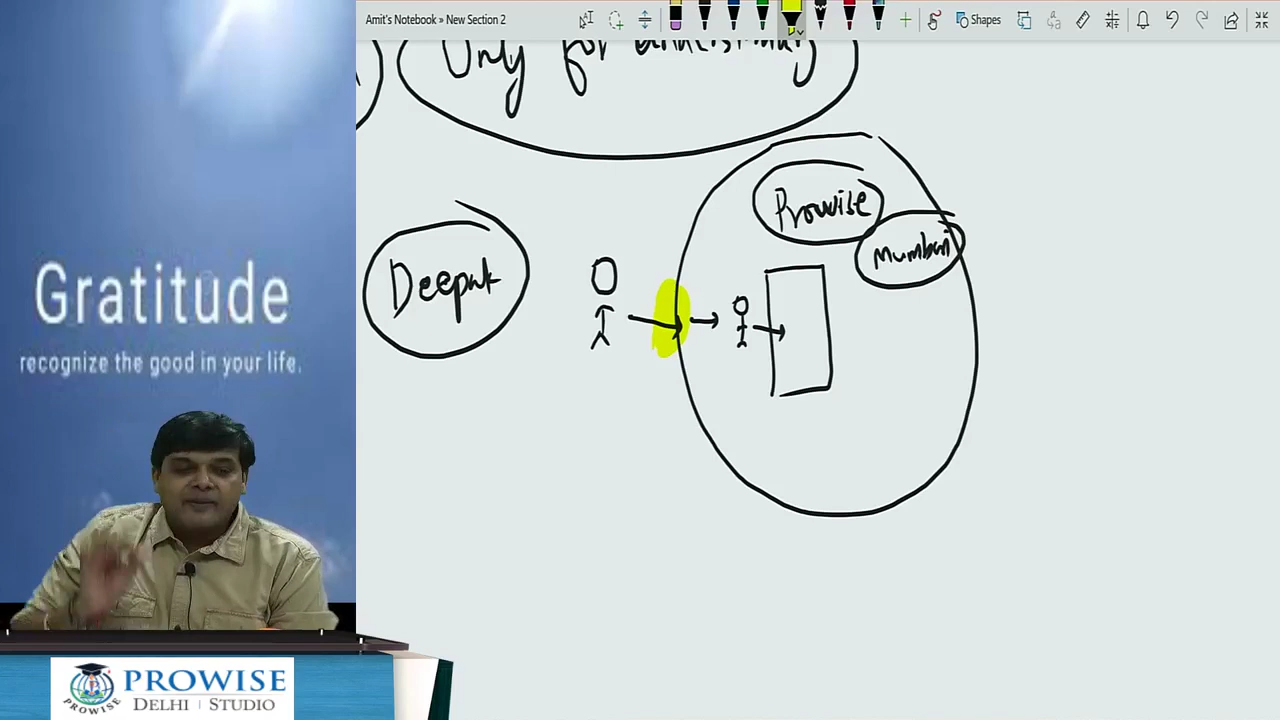 Amit's Notebook » New Section 2
Shapes
Only for
Prowise
Mumbai
Deepak
Gratitude
recognize the good in your life.
PROWISE
PROWISE
DELHI | STUDIO